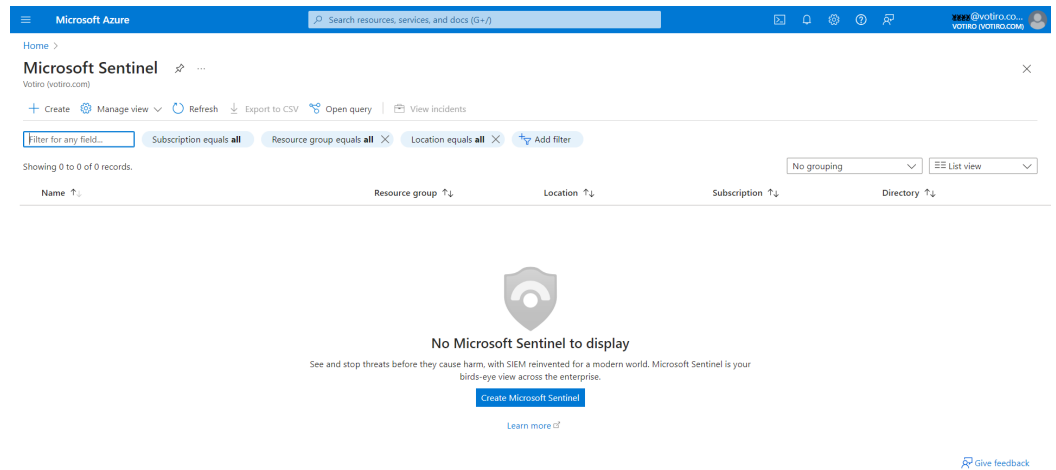 Microsoft Azure
Search resources, services, and docs (G+/)
@votiro.co...
VOTIRO (VOTIRO.COM)
Home >
Microsoft Sentinel
Votiro (votiro.com)
Create Manage view Refresh Export to CSV Open query View incidents
Filter for any field... Subscription equals all Resource group equals all Location equals all Add filter
Showing 0 to 0 of 0 records.
No grouping List view
Name Resource group Location Subscription Directory
No Microsoft Sentinel to display
See and stop threats before they cause harm, with SIEM reinvented for a modern world. Microsoft Sentinel is your
birds-eye view across the enterprise.
Create Microsoft Sentinel
Learn more
Give feedback